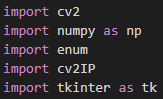 import cv2
import numpy as np
import enum
import cv2IP
import tkinter as tk